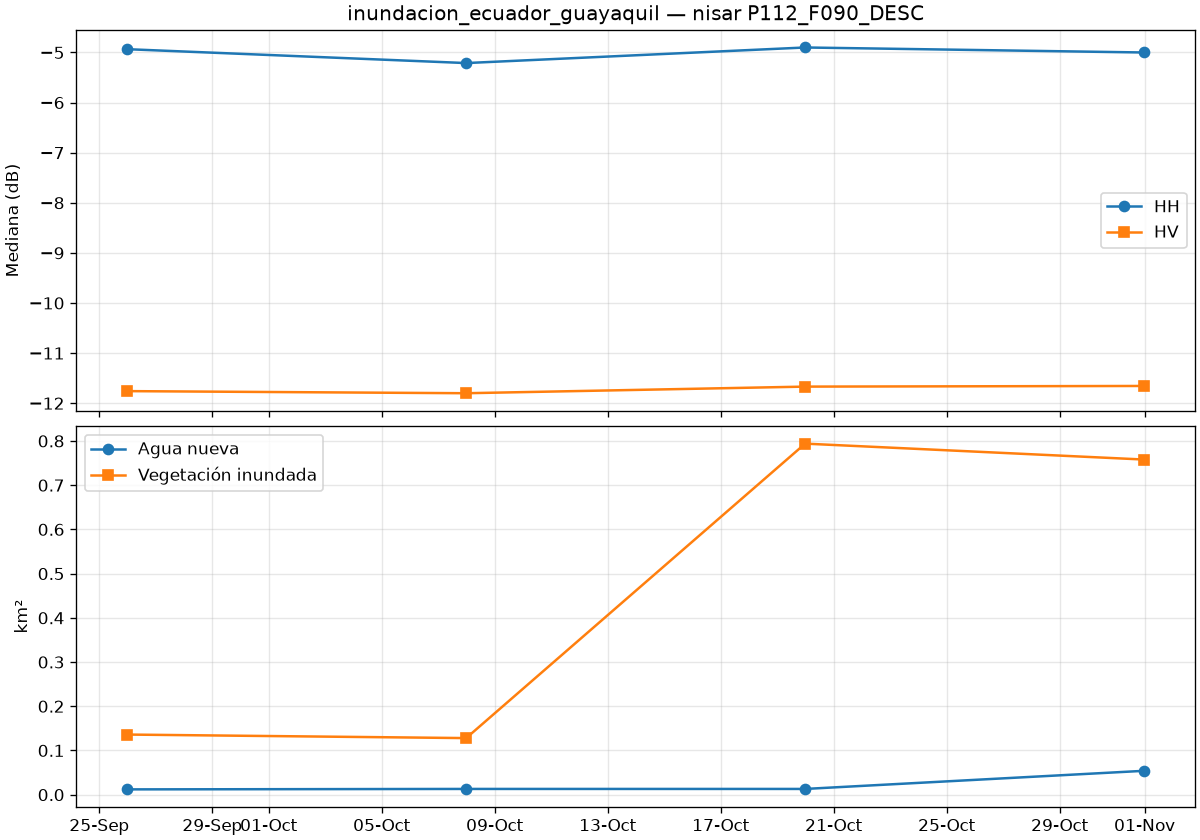 inundacion_ecuador_guayaquil — nisar P112_F090_DESC
−5
−6
−7
−8
−9
−10
−11
−12
Mediana (dB)
HH
HV
0.8
0.7
0.6
0.5
0.4
0.3
0.2
0.1
0.0
km²
Agua nueva
Vegetación inundada
25-Sep 29-Sep 01-Oct 05-Oct 09-Oct 13-Oct 17-Oct 21-Oct 25-Oct 29-Oct 01-Nov